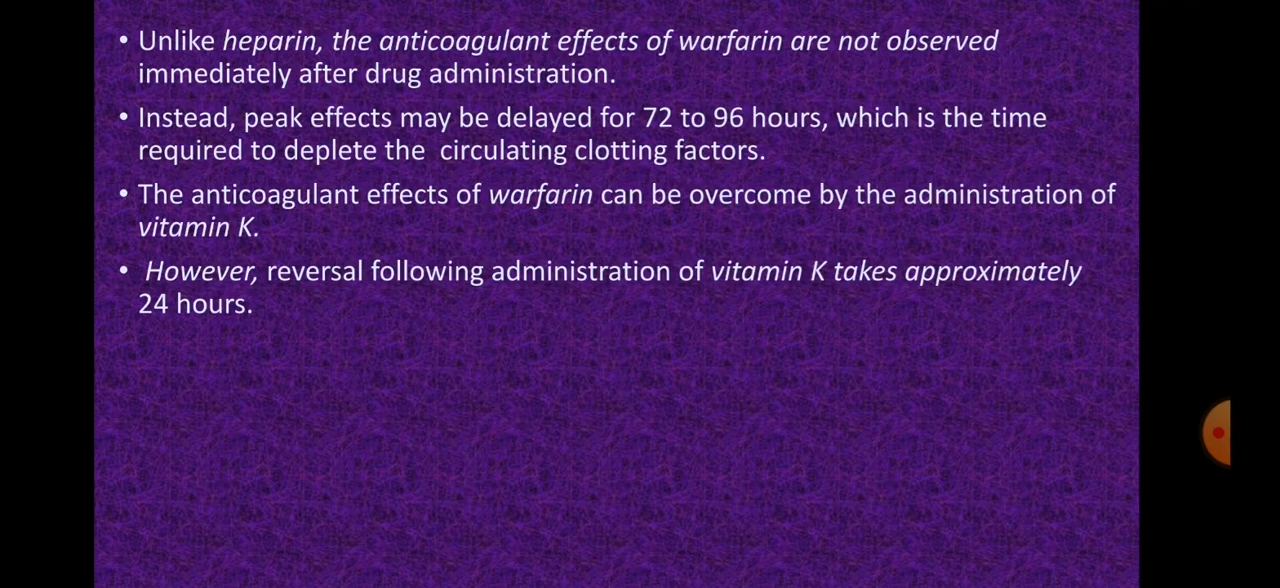 • Unlike heparin, the anticoagulant effects of warfarin are not observed
immediately after drug administration.
• Instead, peak effects may be delayed for 72 to 96 hours, which is the time
required to deplete the  circulating clotting factors.
• The anticoagulant effects of warfarin can be overcome by the administration of
vitamin K.
•  However, reversal following administration of vitamin K takes approximately
24 hours.